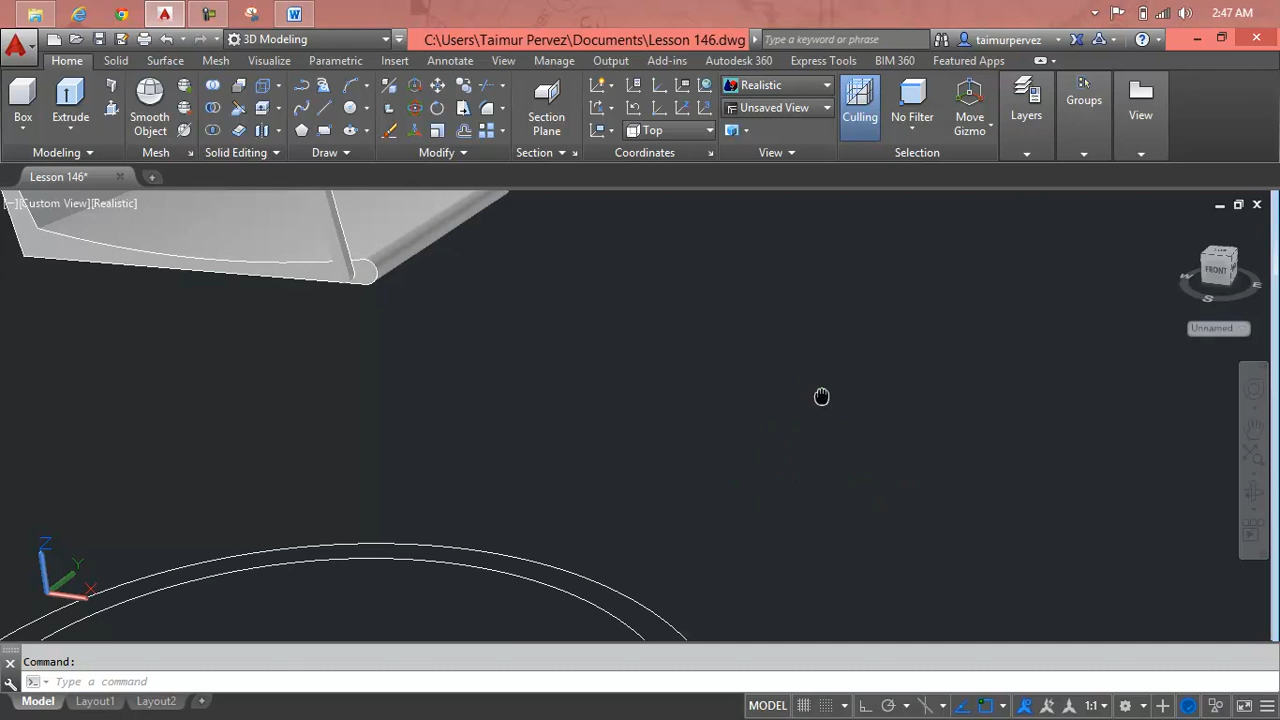 2:47 AM
3D Modeling
C:\Users\Taimur Pervez\Documents\Lesson 146.dwg
Type a keyword or phrase
taimurpervez
Home Solid Surface Mesh Visualize Parametric Insert Annotate View Manage Output Add-ins Autodesk 360 Express Tools BIM 360 Featured Apps
Realistic
Unsaved View
Top
Box Extrude Smooth Object Section Plane Culling No Filter Move Gizmo Layers Groups View
Modeling Mesh Solid Editing Draw Modify Section Coordinates View Selection
Lesson 146*
[−][Custom View][Realistic]
FRONT
S
E
Unnamed
Z
Y
X
Command:
Type a command
Model Layout1 Layout2
MODEL
1:1